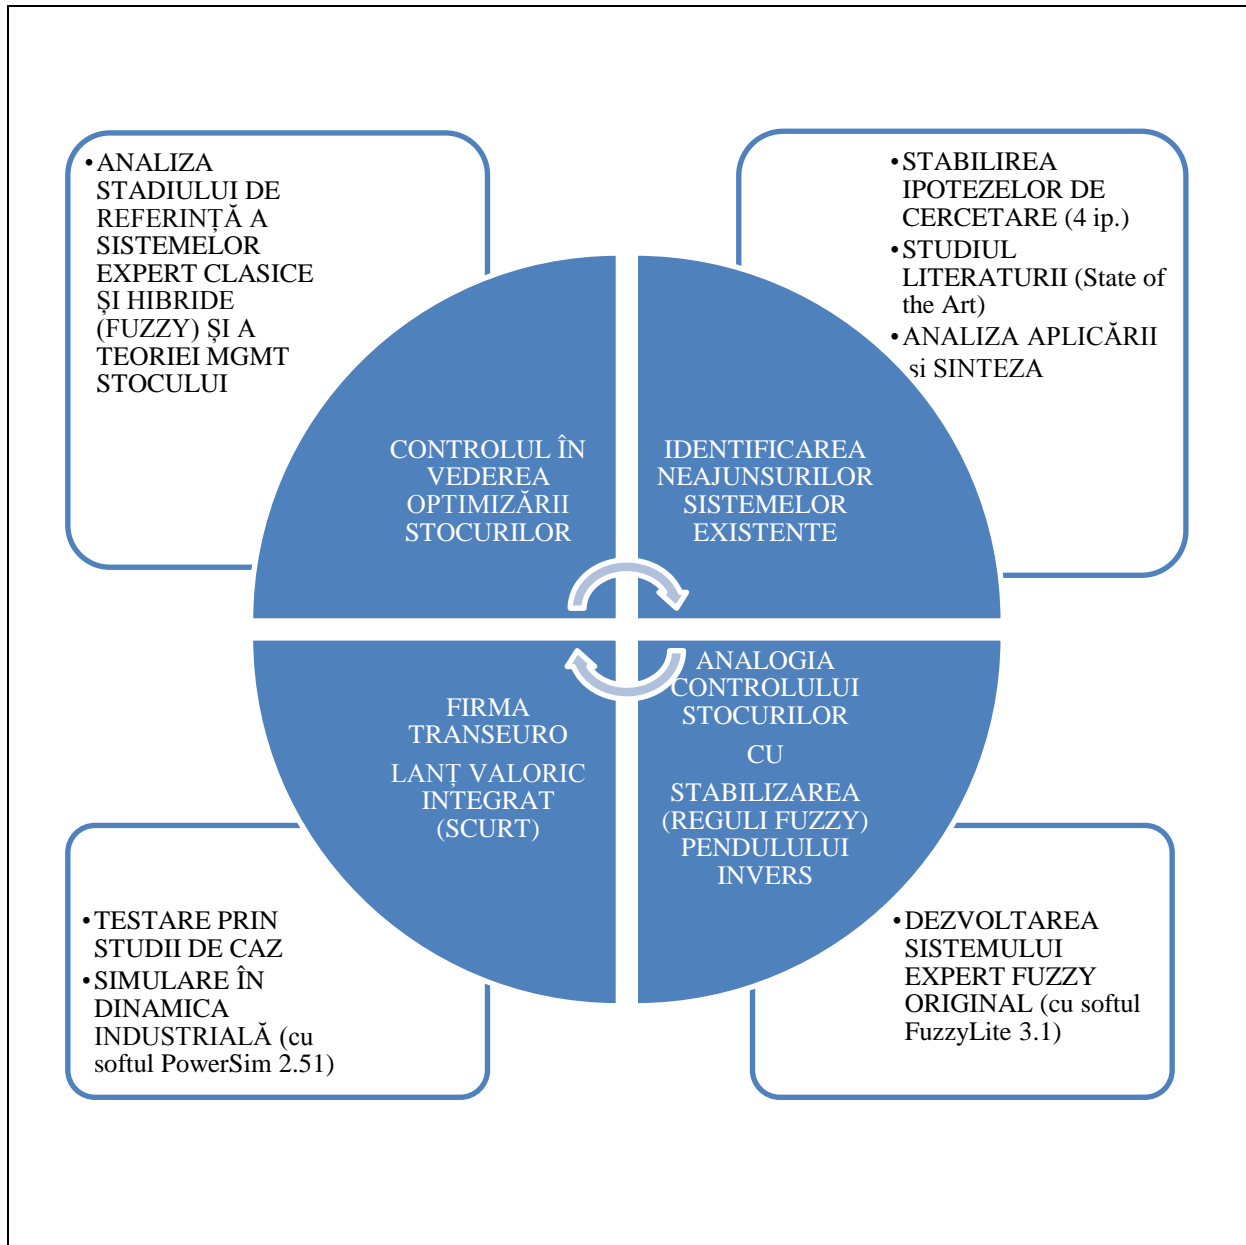 •ANALIZA
STADIULUI DE
REFERINȚĂ A
SISTEMELOR
EXPERT CLASICE
ȘI HIBRIDE
(FUZZY) ȘI A
TEORIEI MGMT
STOCULUI
•STABILIREA
IPOTEZELOR DE
CERCETARE (4 ip.)
•STUDIUL
LITERATURII (State of
the Art)
•ANALIZA APLICĂRII
si SINTEZA
CONTROLUL ÎN
VEDEREA
OPTIMIZĂRII
STOCURILOR
IDENTIFICAREA
NEAJUNSURILOR
SISTEMELOR
EXISTENTE
FIRMA
TRANSEURO
LANȚ VALORIC
INTEGRAT
(SCURT)
ANALOGIA
CONTROLULUI
STOCURILOR
CU
STABILIZAREA
(REGULI FUZZY)
PENDULULUI
INVERS
•TESTARE PRIN
STUDII DE CAZ
•SIMULARE ÎN
DINAMICA
INDUSTRIALĂ (cu
softul PowerSim 2.51)
•DEZVOLTAREA
SISTEMULUI
EXPERT FUZZY
ORIGINAL (cu softul
FuzzyLite 3.1)